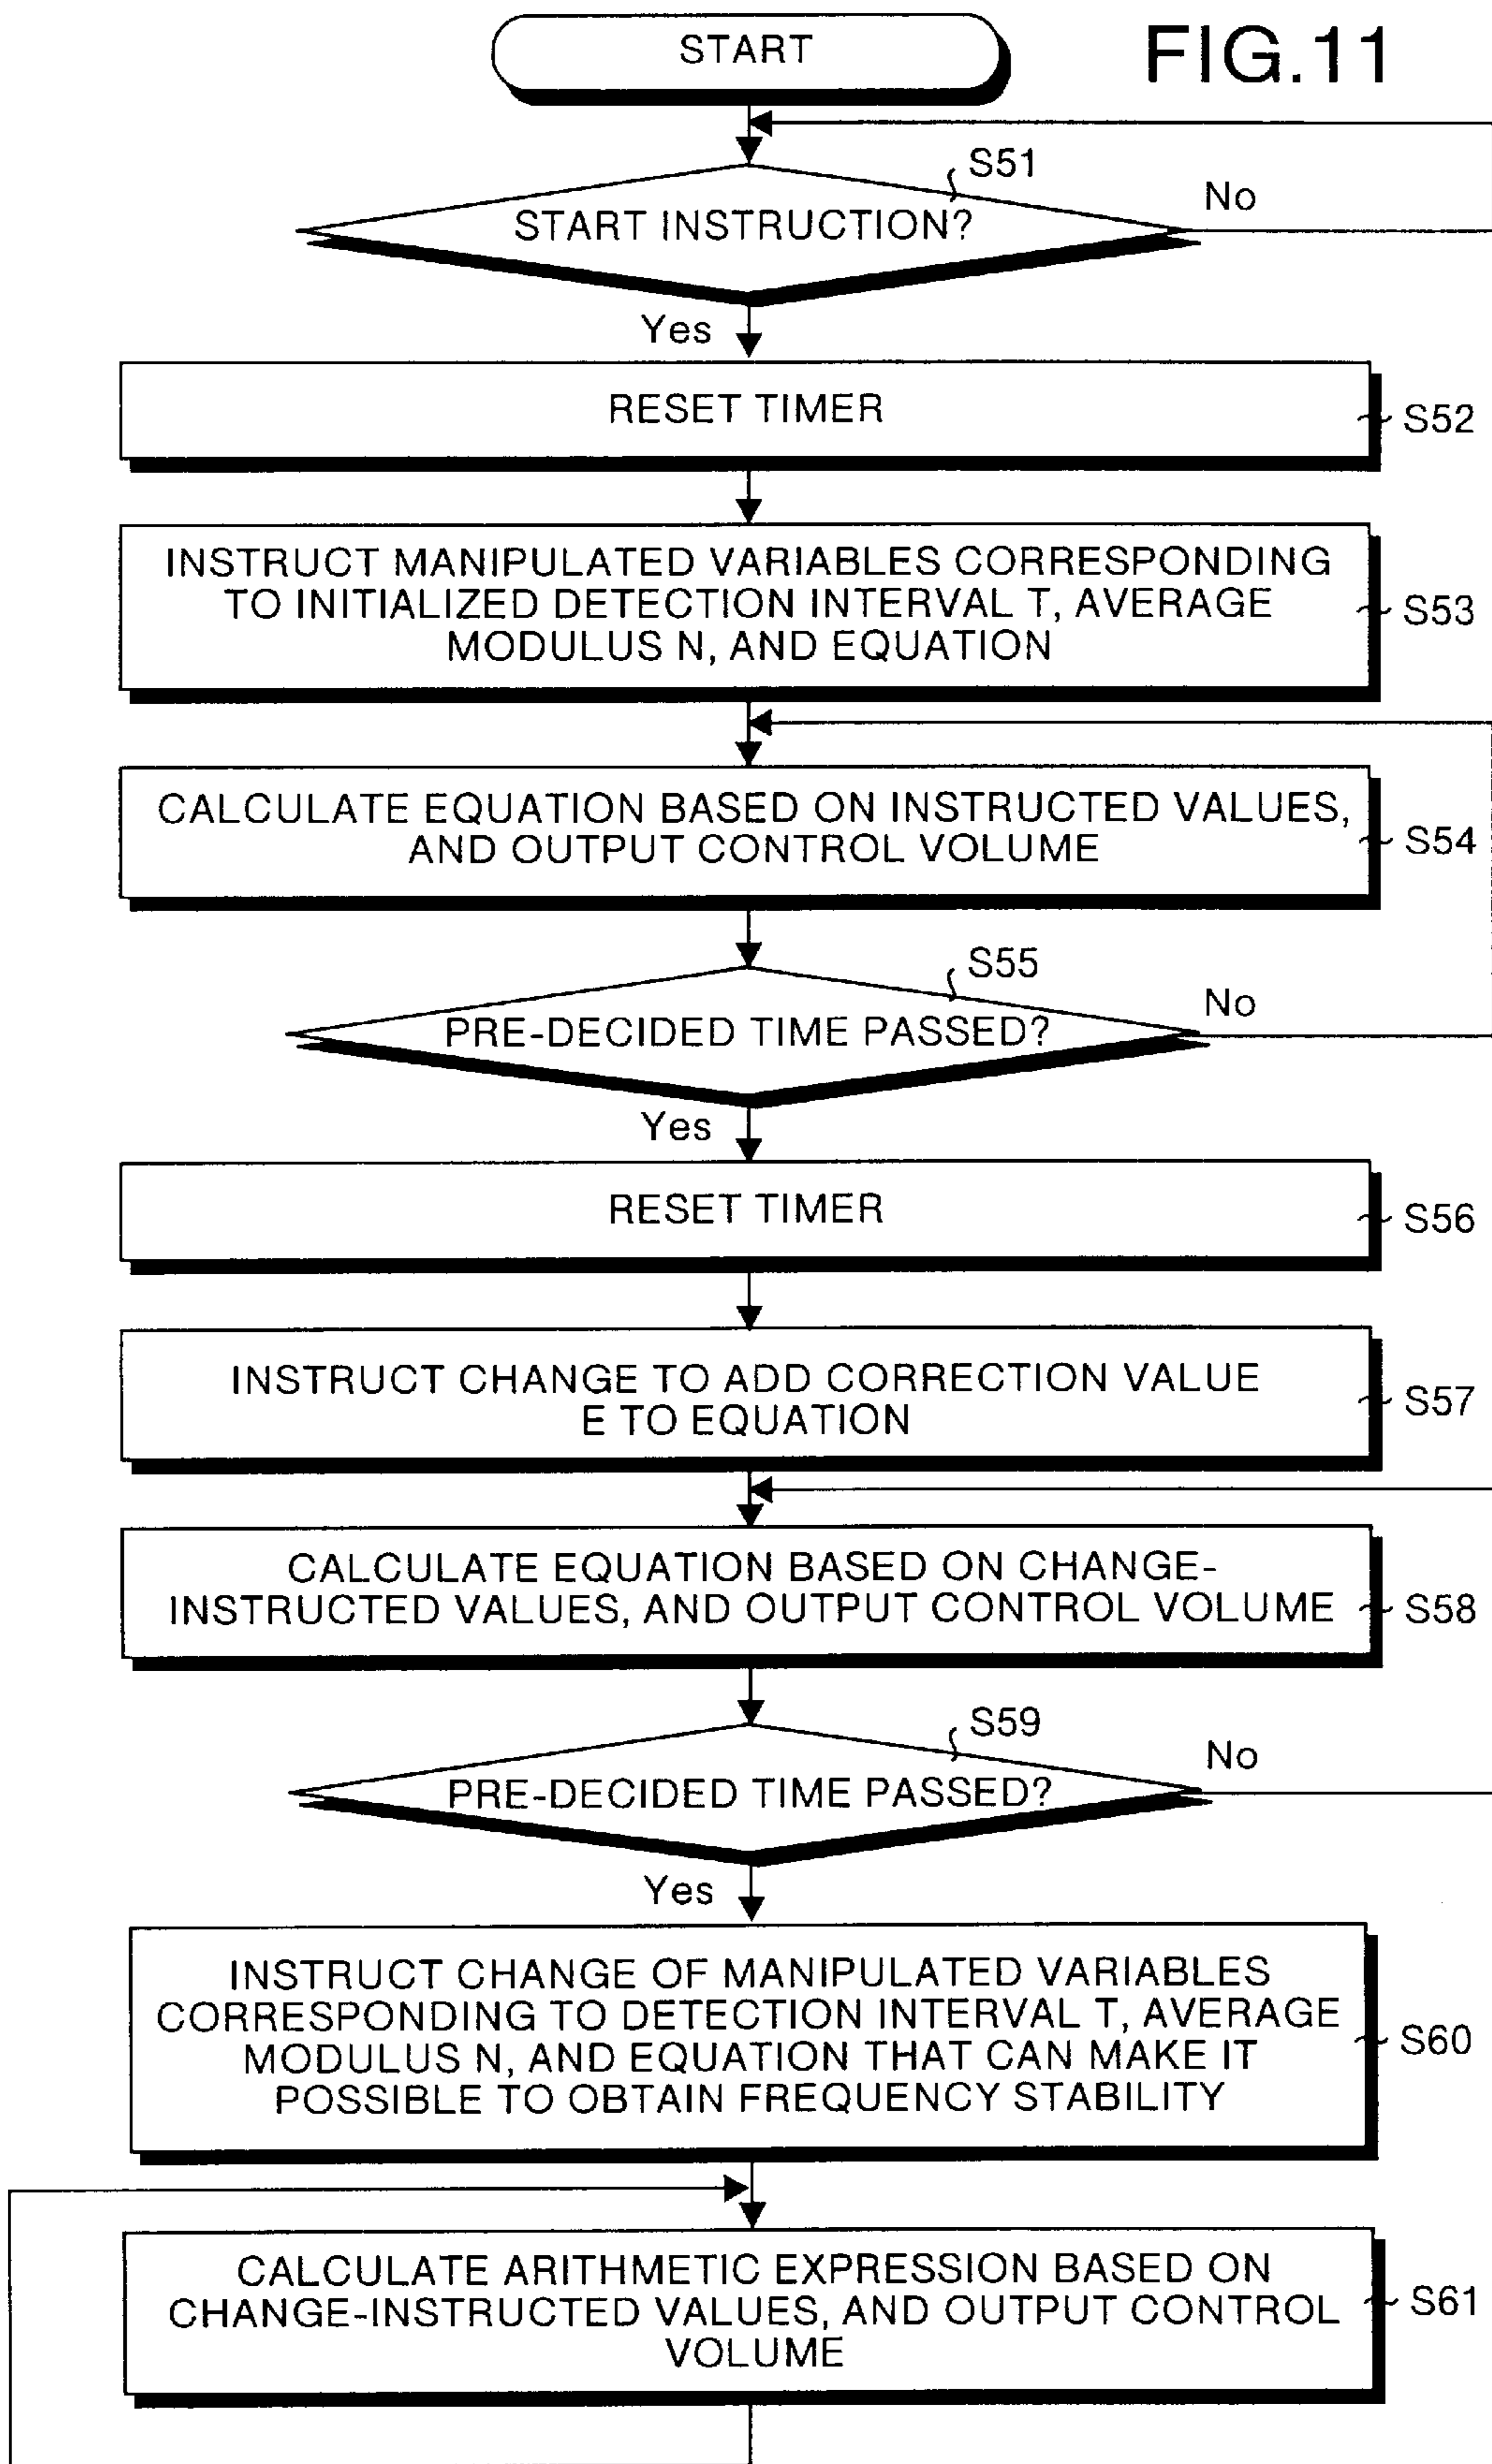 START
FIG.11
S51
START INSTRUCTION?
No
Yes
RESET TIMER
S52
INSTRUCT MANIPULATED VARIABLES CORRESPONDING
TO INITIALIZED DETECTION INTERVAL T, AVERAGE
MODULUS N, AND EQUATION
S53
CALCULATE EQUATION BASED ON INSTRUCTED VALUES,
AND OUTPUT CONTROL VOLUME
S54
S55
PRE-DECIDED TIME PASSED?
No
Yes
RESET TIMER
S56
INSTRUCT CHANGE TO ADD CORRECTION VALUE
E TO EQUATION
S57
CALCULATE EQUATION BASED ON CHANGE-
INSTRUCTED VALUES, AND OUTPUT CONTROL VOLUME
S58
S59
PRE-DECIDED TIME PASSED?
No
Yes
INSTRUCT CHANGE OF MANIPULATED VARIABLES
CORRESPONDING TO DETECTION INTERVAL T, AVERAGE
MODULUS N, AND EQUATION THAT CAN MAKE IT
POSSIBLE TO OBTAIN FREQUENCY STABILITY
S60
CALCULATE ARITHMETIC EXPRESSION BASED ON
CHANGE-INSTRUCTED VALUES, AND OUTPUT CONTROL
VOLUME
S61